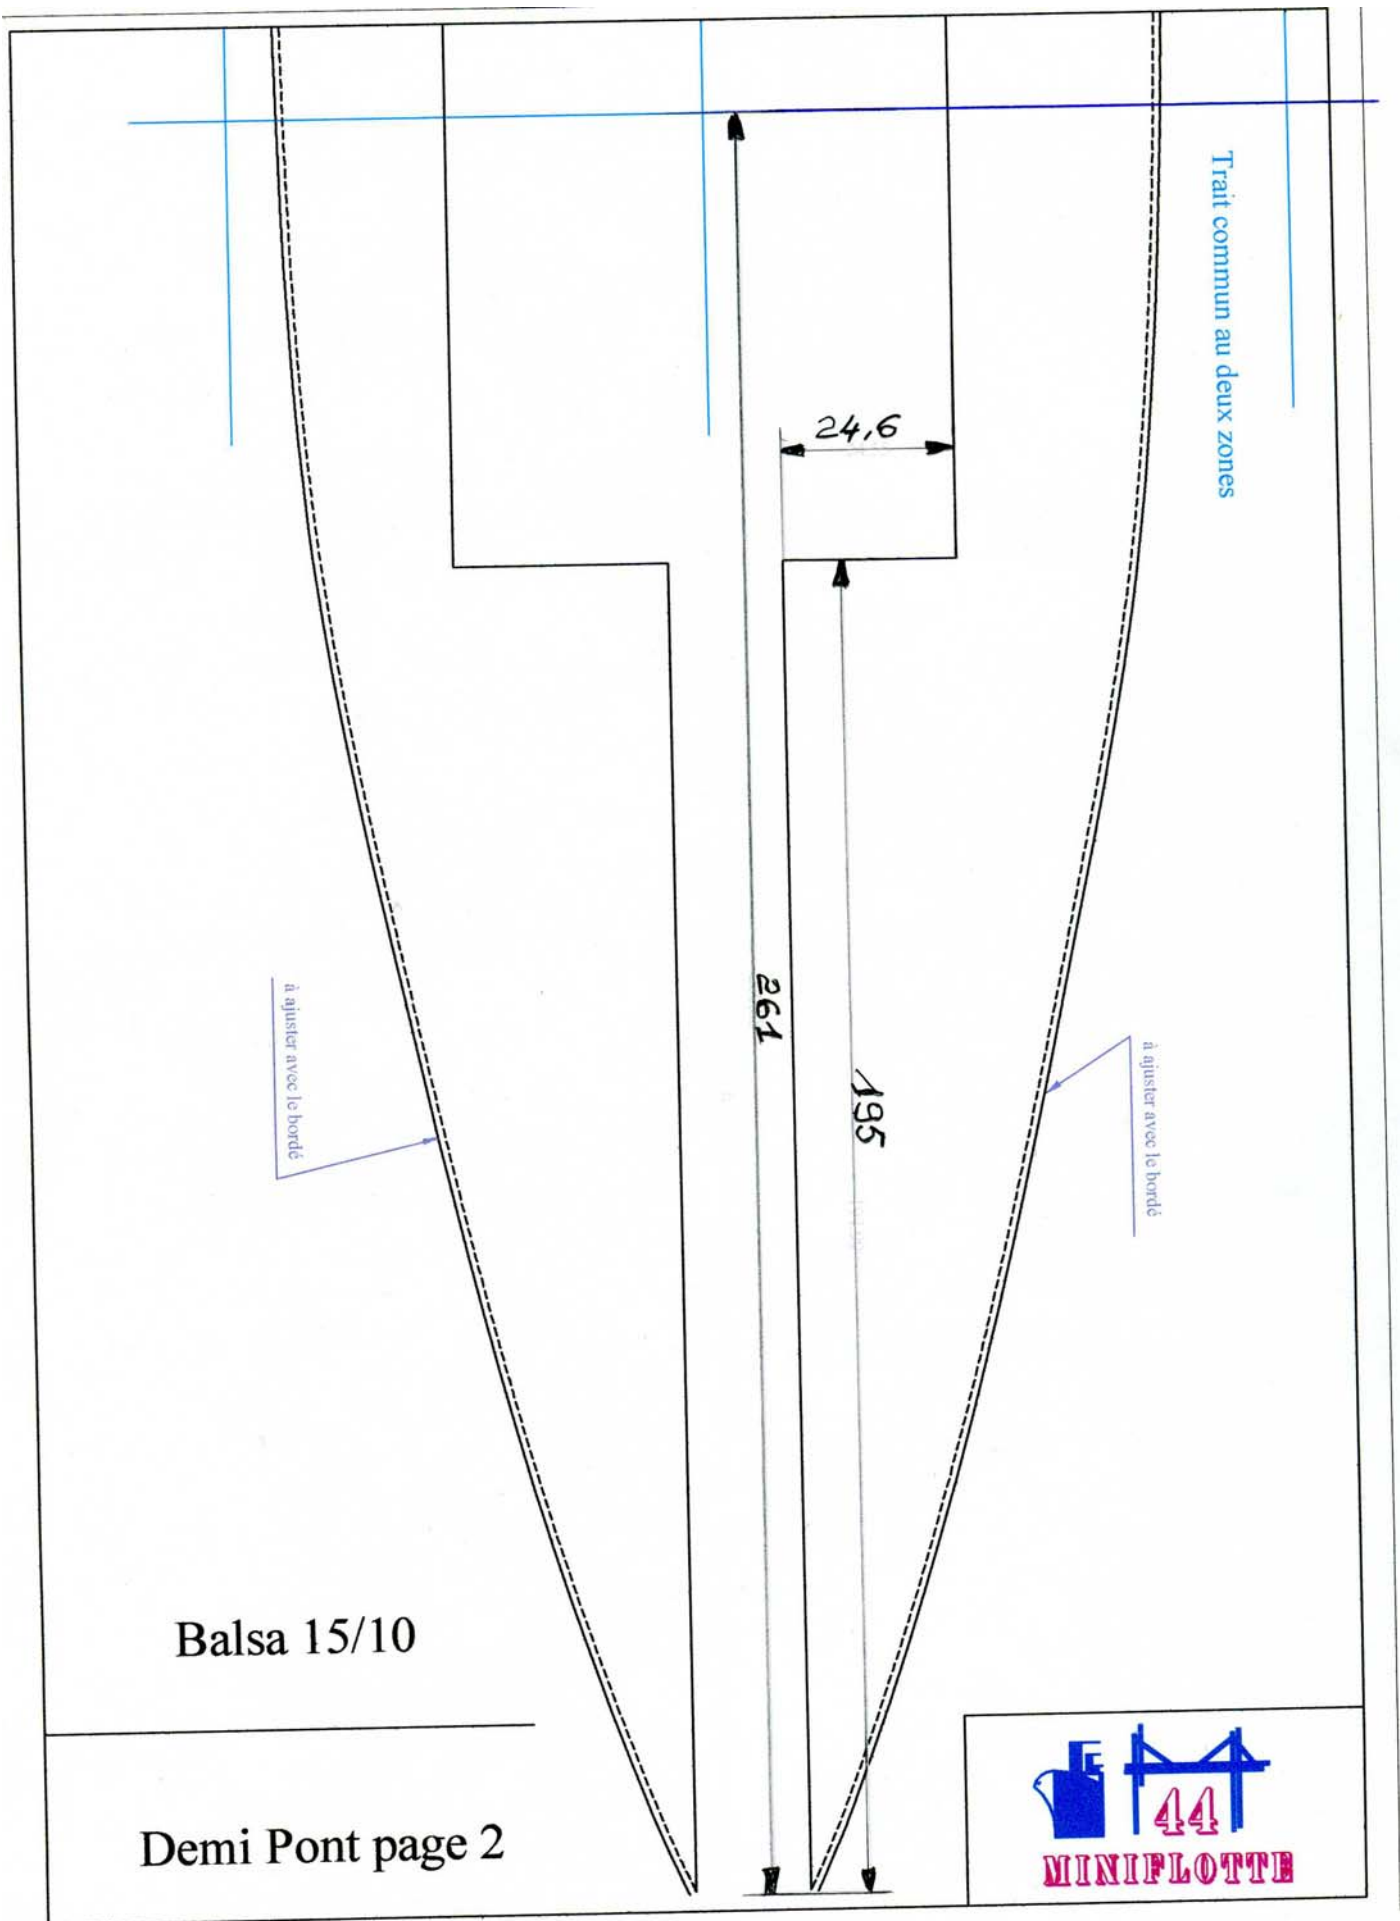 Trait commun au deux zones
24,6
261
195
à ajuster avec le bordé
à ajuster avec le bordé
Balsa 15/10
Demi Pont page 2
44
MINIFLOTTE